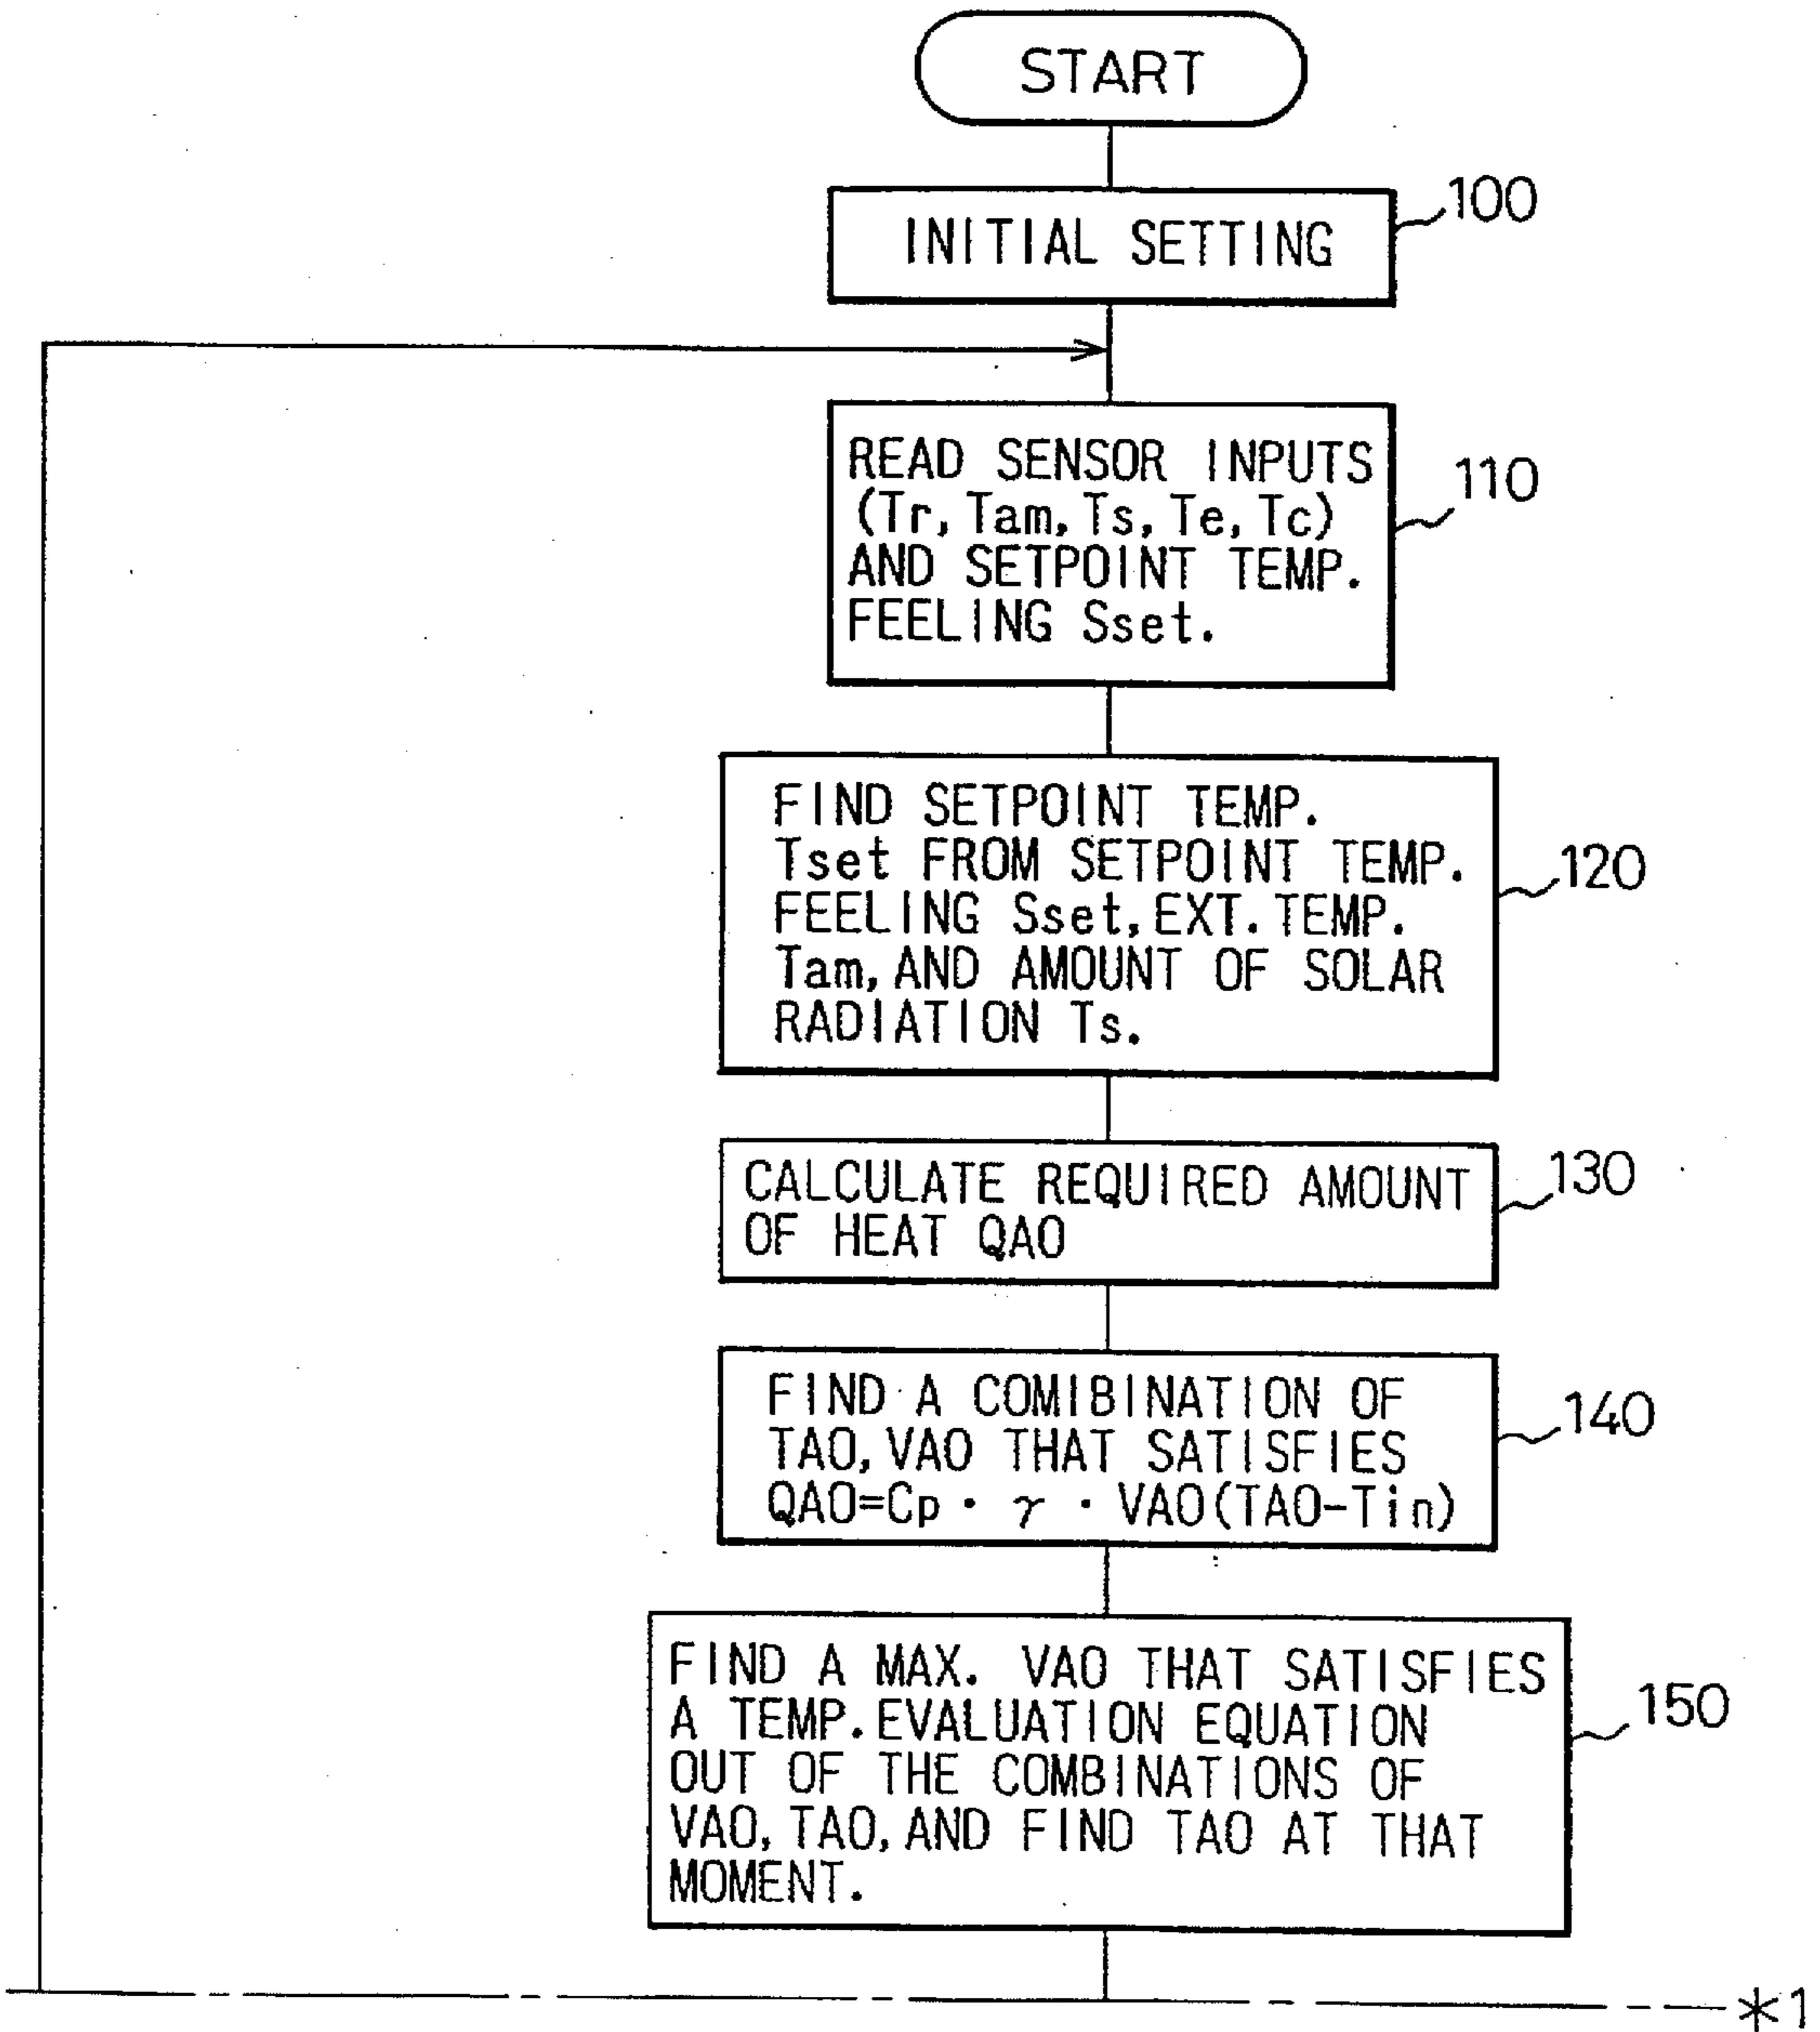 START
INITIAL SETTING
100
READ SENSOR INPUTS
(Tr, Tam, Ts, Te, Tc)
AND SETPOINT TEMP.
FEELING Sset.
110
FIND SETPOINT TEMP.
Tset FROM SETPOINT TEMP.
FEELING Sset, EXT. TEMP.
Tam, AND AMOUNT OF SOLAR
RADIATION Ts.
120
CALCULATE REQUIRED AMOUNT
OF HEAT QAO
130
FIND A COMIBINATION OF
TAO, VAO THAT SATISFIES
QAO=Cp · γ · VAO(TAO-Tin)
140
FIND A MAX. VAO THAT SATISFIES
A TEMP. EVALUATION EQUATION
OUT OF THE COMBINATIONS OF
VAO, TAO, AND FIND TAO AT THAT
MOMENT.
150
*1